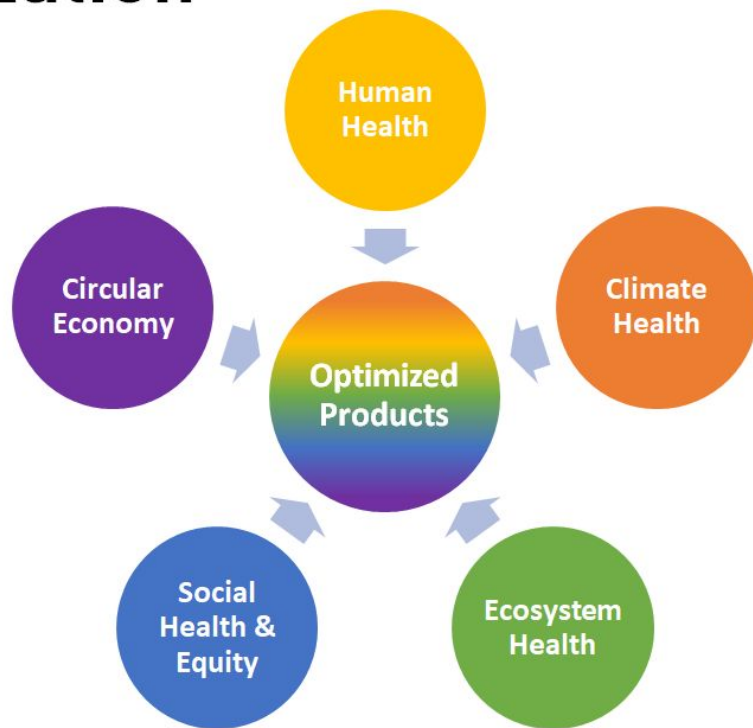 Human
Health
Circular
Economy
Climate
Health
Optimized
Products
Social
Health &
Equity
Ecosystem
Health